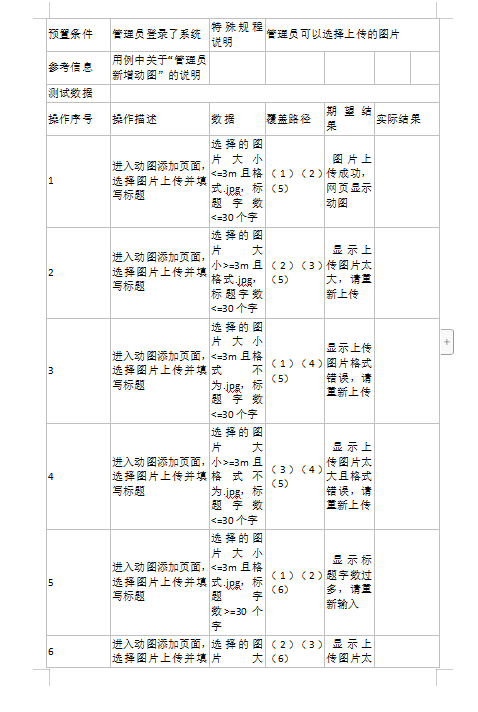 预置条件
管理员登录了系统
特殊规程
说明
管理员可以选择上传的图片
参考信息
用例中关于“管理员
新增动图”的说明
测试数据
操作序号
操作描述
数据
覆盖路径
期望结
果
实际结果
1
进入动图添加页面，
选择图片上传并填
写标题
选择的图
片大小
<=3m且格
式.jpg，标
题字数
<=30个字
（1）（2）
（5）
图片上
传成功，
网页显示
动图
2
进入动图添加页面，
选择图片上传并填
写标题
选择的图
片大
小>=3m且
格式.jpg，
标题字数
<=30个字
（2）（3）
（5）
显示上
传图片太
大，请重
新上传
3
进入动图添加页面，
选择图片上传并填
写标题
选择的图
片大小
<=3m且格
式不
为.jpg，标
题字数
<=30个字
（1）（4）
（5）
显示上传
图片格式
错误，请
重新上传
4
进入动图添加页面，
选择图片上传并填
写标题
选择的图
片大
小>=3m且
格式不
为.jpg，标
题字数
<=30个字
（3）（4）
（5）
显示上
传图片太
大且格式
错误，请
重新上传
5
进入动图添加页面，
选择图片上传并填
写标题
选择的图
片大小
<=3m且格
式.jpg，标
题字
数>=30个
字
（1）（2）
（6）
显示标
题字数过
多，请重
新输入
6
进入动图添加页面，
选择图片上传并填
选择的图
片大
（2）（3）
（6）
显示上
传图片太